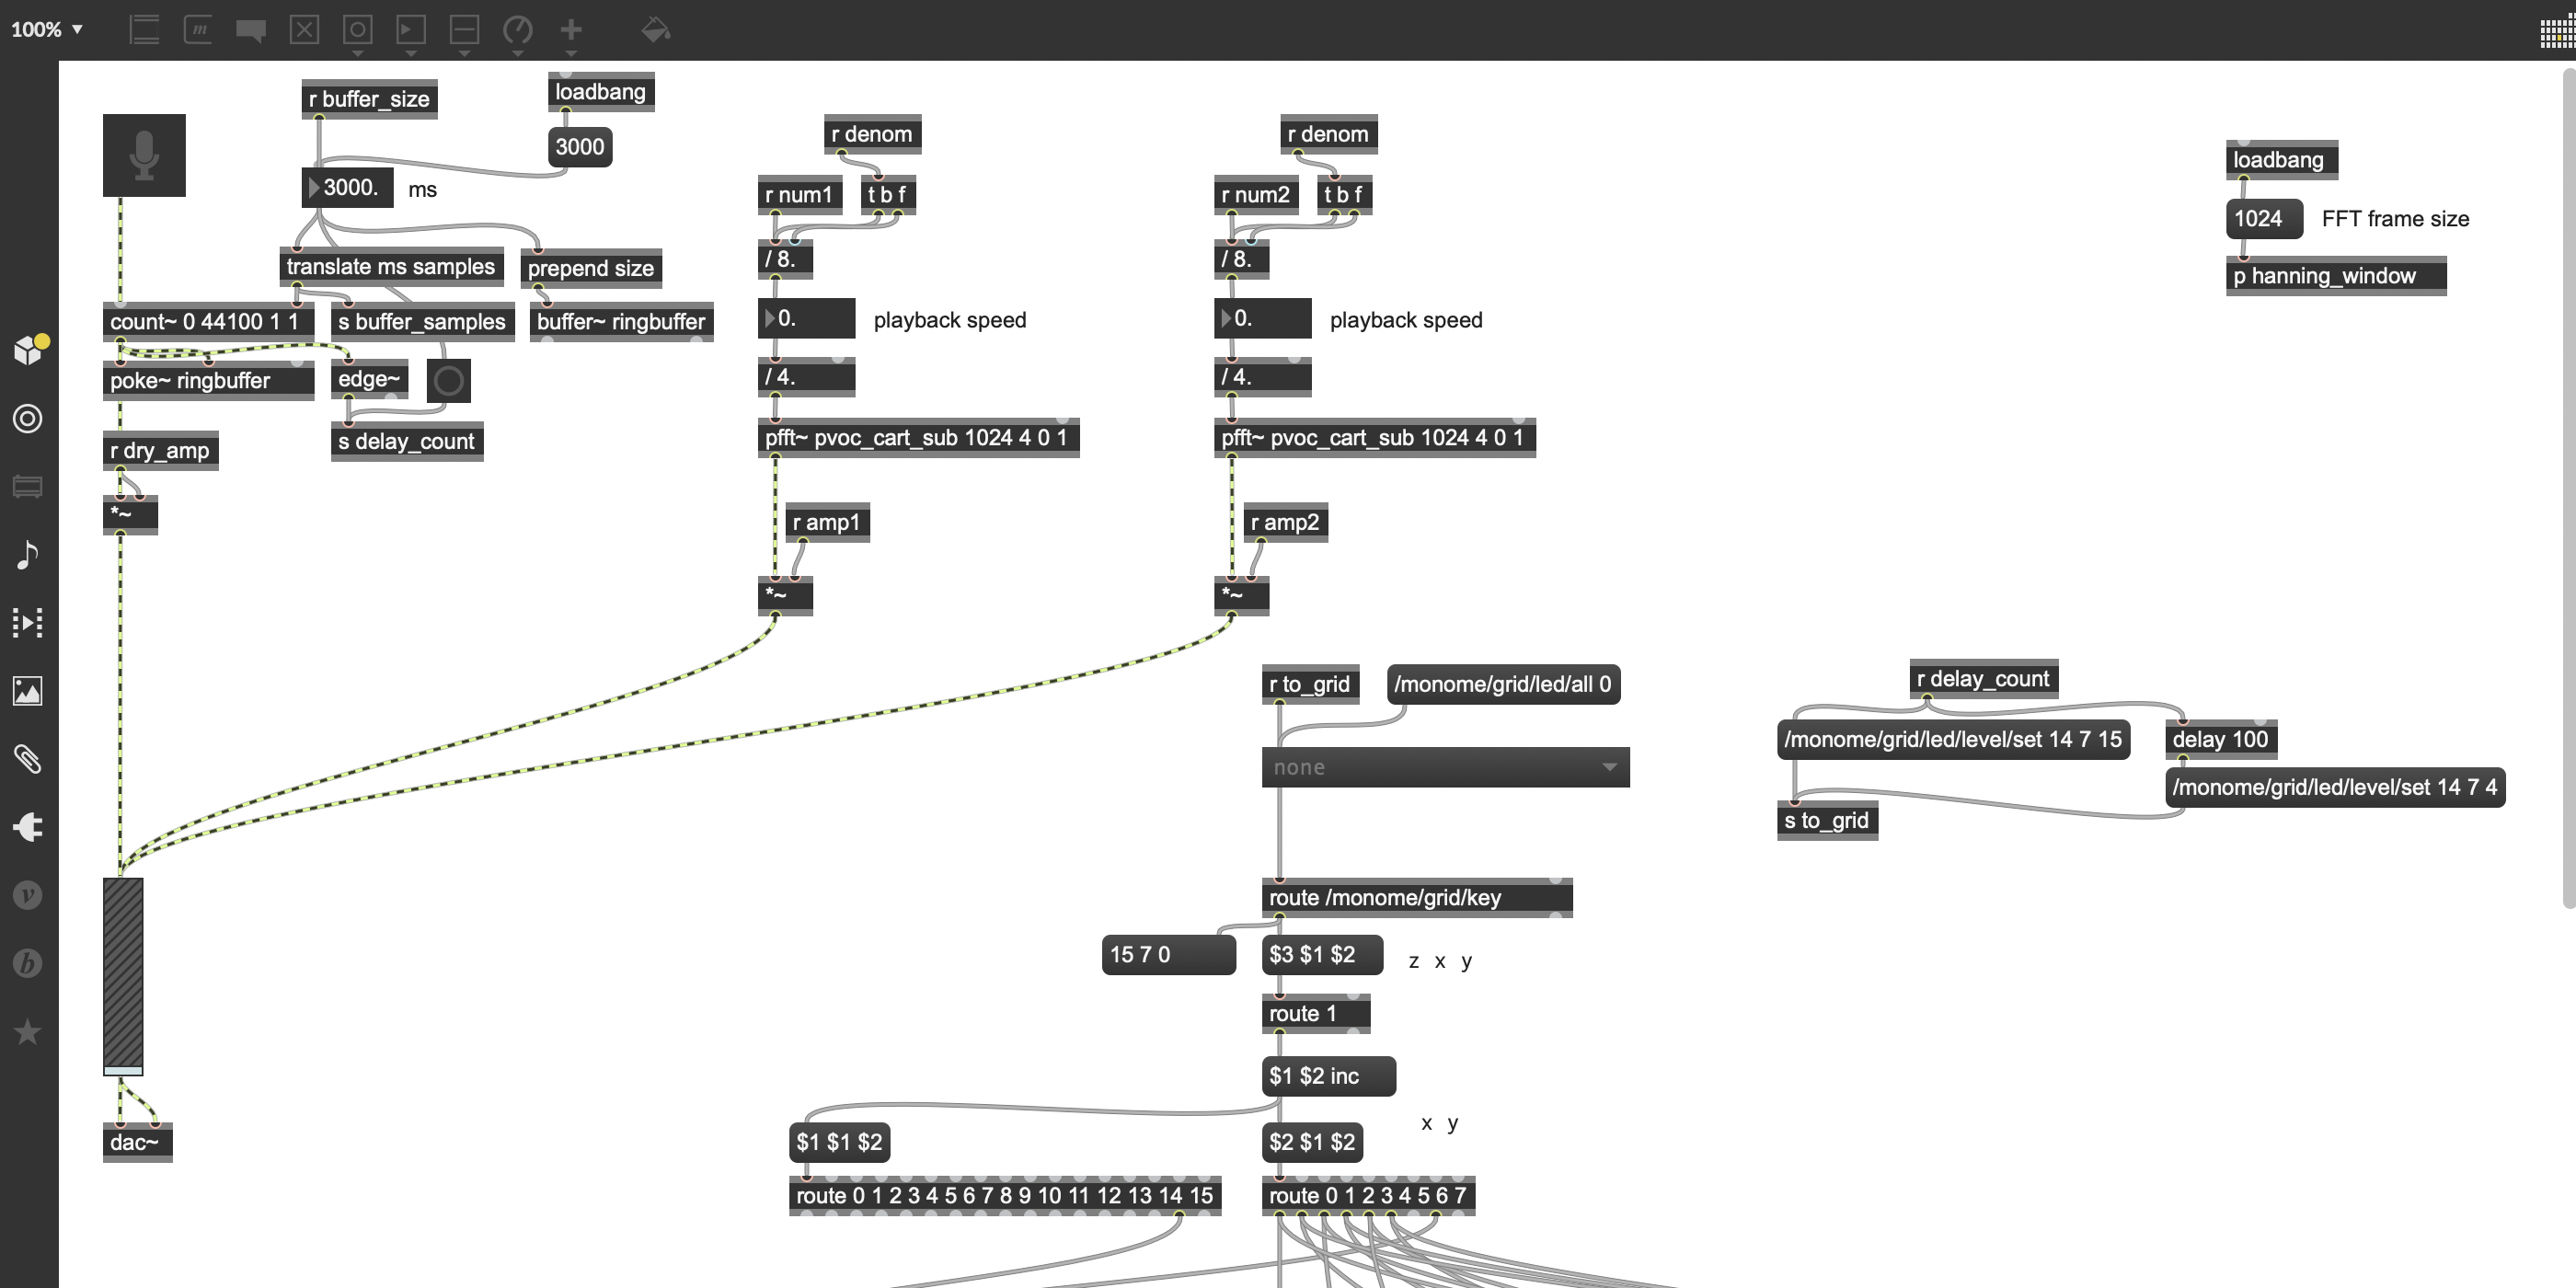 100%
r buffer_size
loadbang
3000
3000.
ms
translate ms samples
prepend size
count~ 0 44100 1 1
s buffer_samples
buffer~ ringbuffer
poke~ ringbuffer
edge~
s delay_count
r dry_amp
*~
r denom
r num1
t b f
/ 8.
0.
playback speed
/ 4.
pfft~ pvoc_cart_sub 1024 4 0 1
r amp1
*~
r denom
r num2
t b f
/ 8.
0.
playback speed
/ 4.
pfft~ pvoc_cart_sub 1024 4 0 1
r amp2
*~
loadbang
1024
FFT frame size
p hanning_window
r to_grid
/monome/grid/led/all 0
none
route /monome/grid/key
15 7 0
$3 $1 $2
z x y
route 1
$1 $2 inc
x y
$1 $1 $2
$2 $1 $2
route 0 1 2 3 4 5 6 7 8 9 10 11 12 13 14 15
route 0 1 2 3 4 5 6 7
r delay_count
/monome/grid/led/level/set 14 7 15
delay 100
/monome/grid/led/level/set 14 7 4
s to_grid
dac~